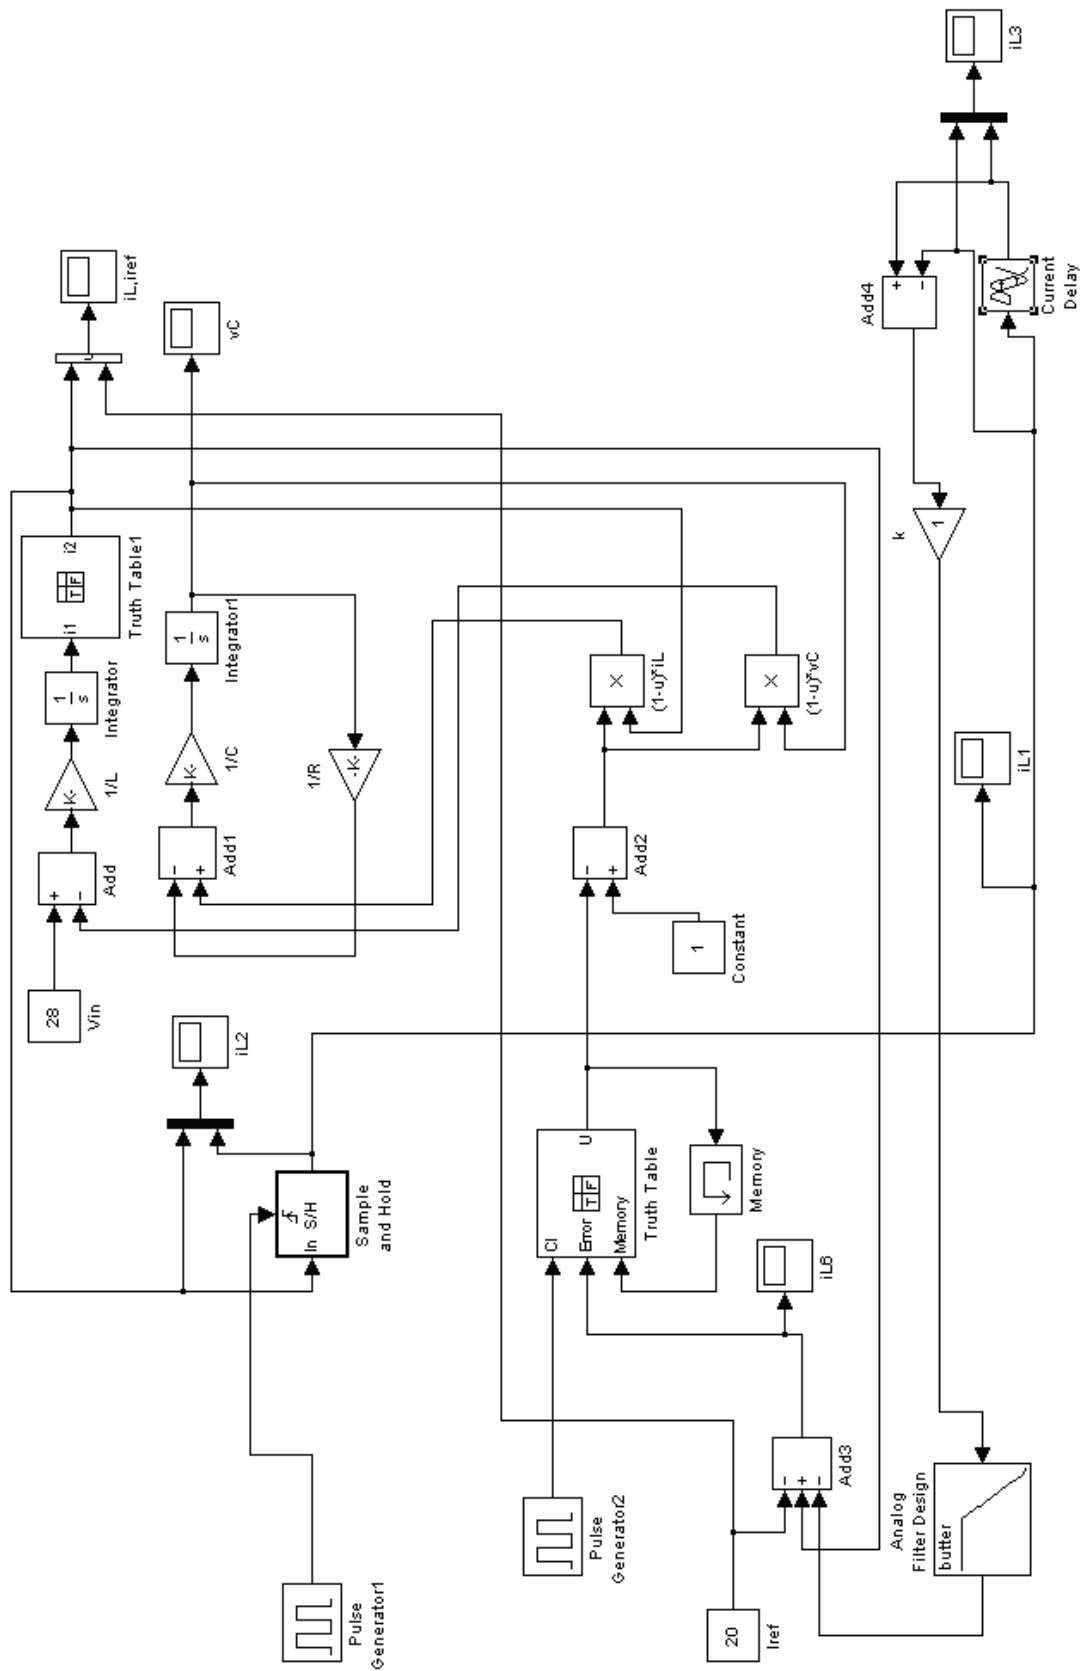 28
Vin
+
-
Add
K-
1/L
1
s
Integrator
i1
T F
i2
Truth Table1
iL,iref
-
+
Add1
K-
1/C
1
s
Integrator1
vC
-K-
1/R
iL2
In S/H
Sample
and Hold
Pulse
Generator1
Pulse
Generator2
Cl
Error
Memory
T F
U
Truth Table
Memory
-
+
Add2
1
Constant
×
(1-u)*iL
×
(1-u)*vC
20
Iref
-
+
-
Add3
iL6
Analog
Filter Design
butter
iL1
1
k
+
-
Add4
Current
Delay
iL3